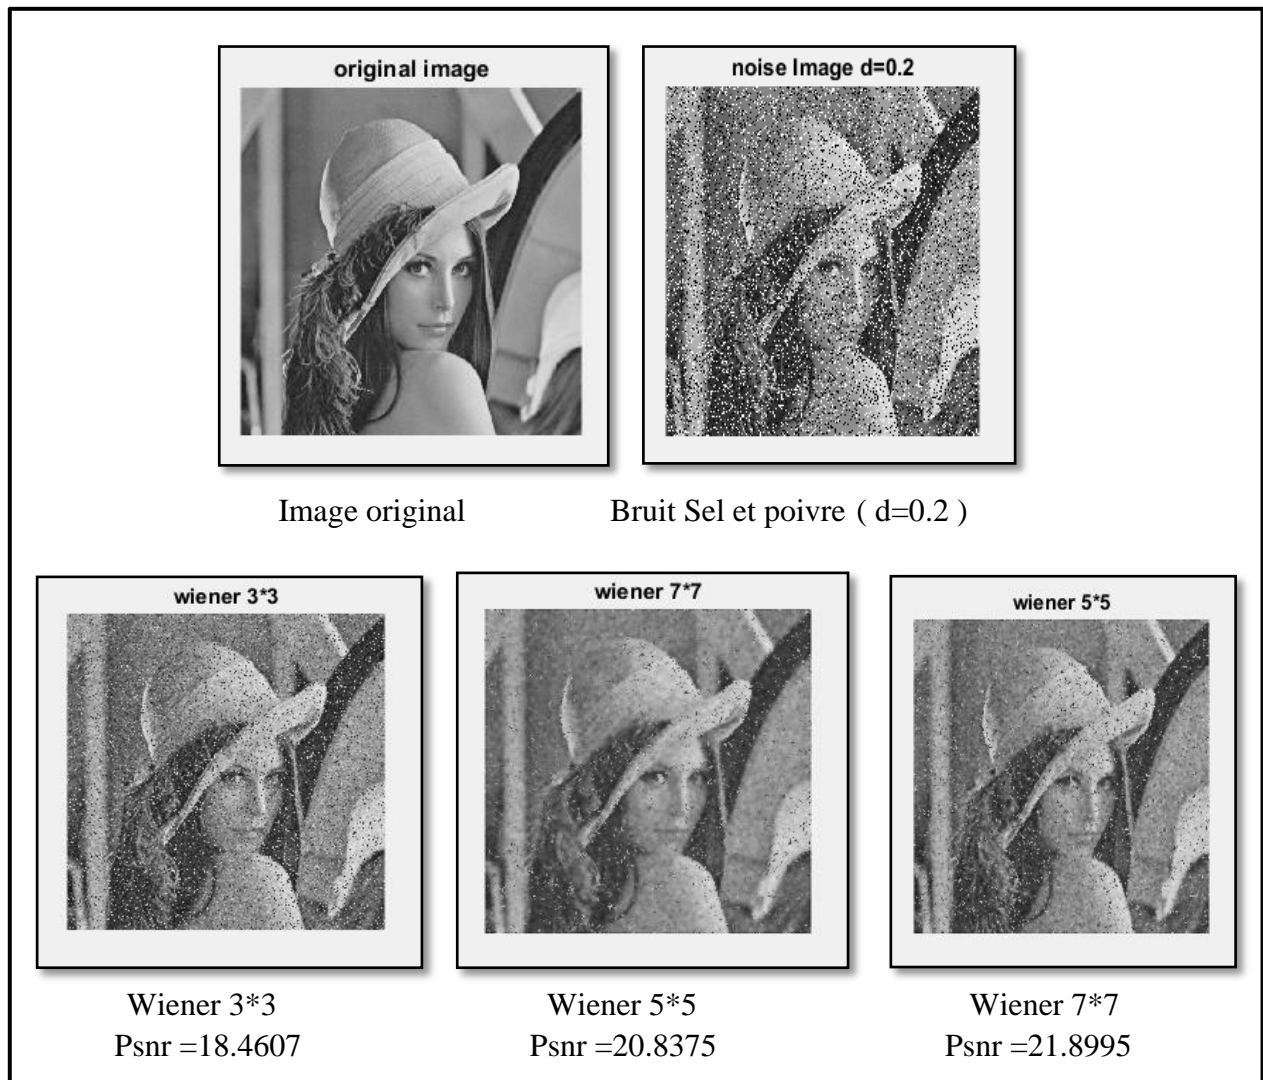 original image
noise Image d=0.2
Image original
Bruit Sel et poivre ( d=0.2 )
wiener 3*3
wiener 7*7
wiener 5*5
Wiener 3*3
Wiener 5*5
Wiener 7*7
Psnr =18.4607
Psnr =20.8375
Psnr =21.8995